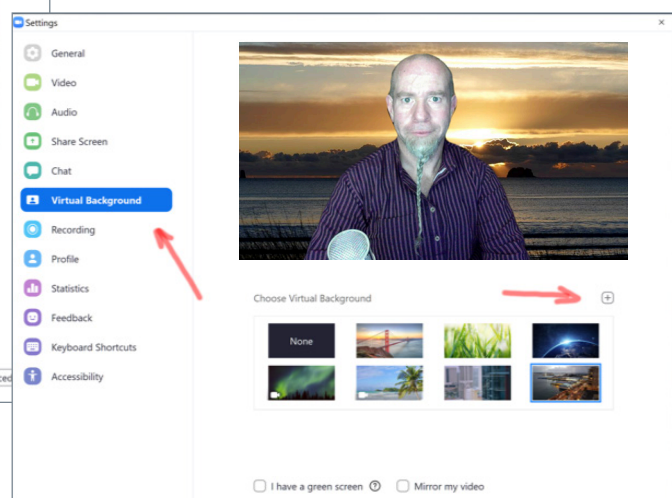 Settings
General
Video
Audio
Share Screen
Chat
Virtual Background
Recording
Profile
Statistics
Feedback
Keyboard Shortcuts
Accessibility
Choose Virtual Background
None
I have a green screen
Mirror my video